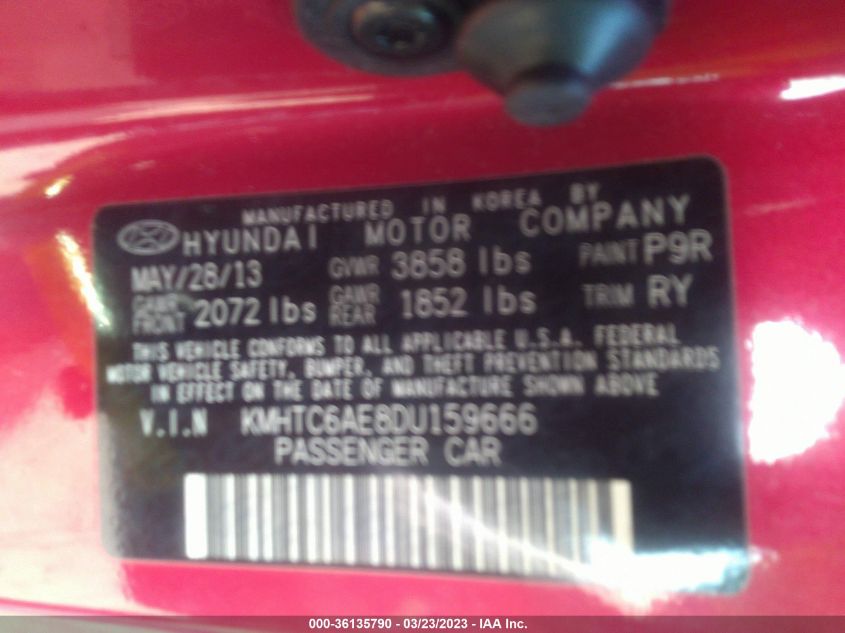 MANUFACTURED IN KOREA BY
HYUNDAI MOTOR COMPANY
MAY/28/13 GVWR 3858 lbs PAINT P9R
GAWR FRONT 2072 lbs GAWR REAR 1852 lbs TRIM RY
THIS VEHICLE CONFORMS TO ALL APPLICABLE U.S.A. FEDERAL
MOTOR VEHICLE SAFETY, BUMPER, AND THEFT PREVENTION STANDARDS
IN EFFECT ON THE DATE OF MANUFACTURE SHOWN ABOVE
V.I.N KMHTC6AE8DU159666
PASSENGER CAR
000-36135790 - 03/23/2023 - IAA Inc.